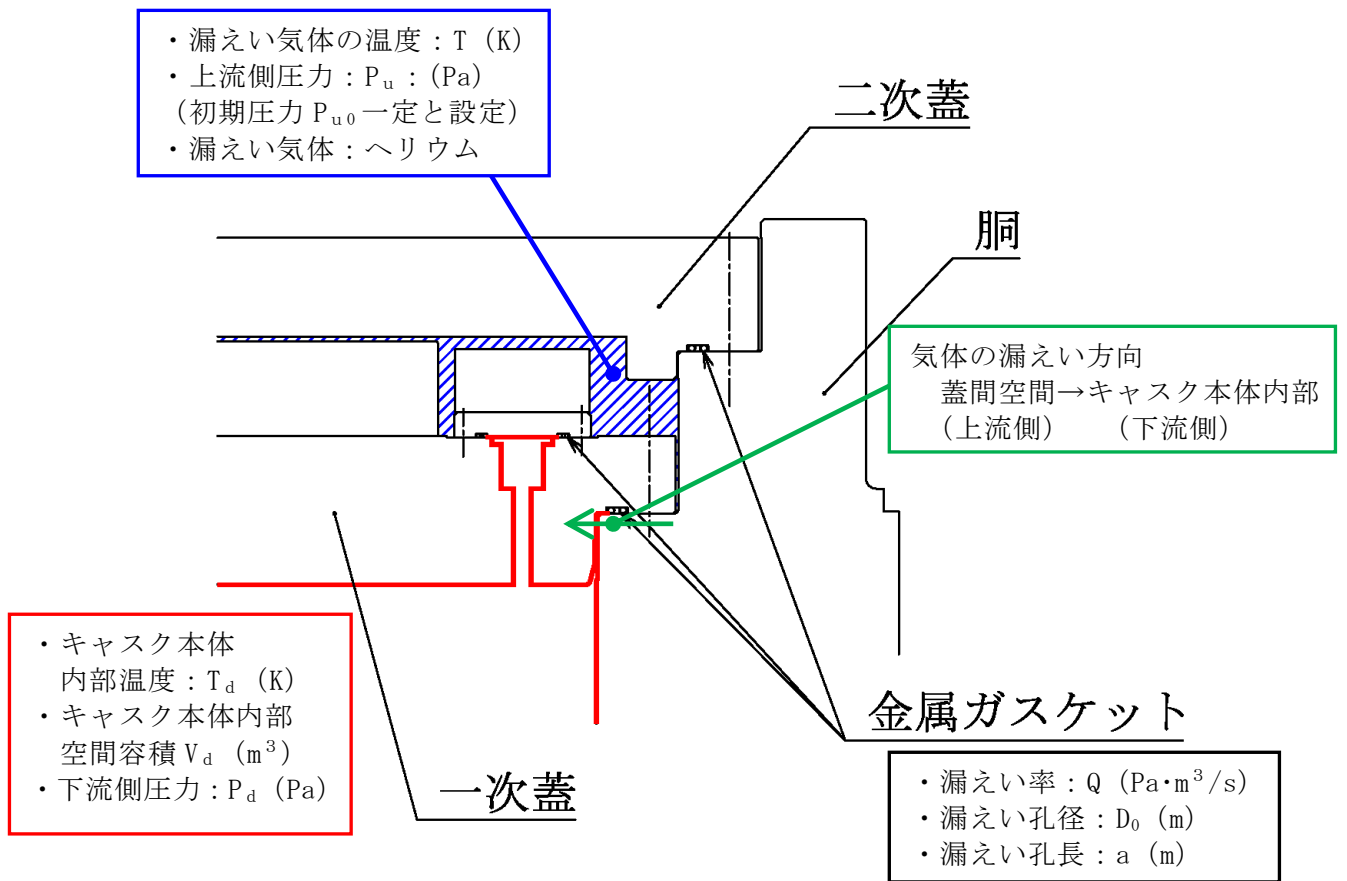 ・漏えい気体の温度：T (K)
・上流側圧力：Pᵤ：(Pa)
(初期圧力 Pᵤ₀一定と設定)
・漏えい気体：ヘリウム
二次蓋
胴
気体の漏えい方向
蓋間空間→キャスク本体内部
(上流側) (下流側)
・キャスク本体
内部温度：T_d (K)
・キャスク本体内部
空間容積 V_d (m³)
・下流側圧力：P_d (Pa)
一次蓋
金属ガスケット
・漏えい率：Q (Pa･m³/s)
・漏えい孔径：D₀ (m)
・漏えい孔長：a (m)